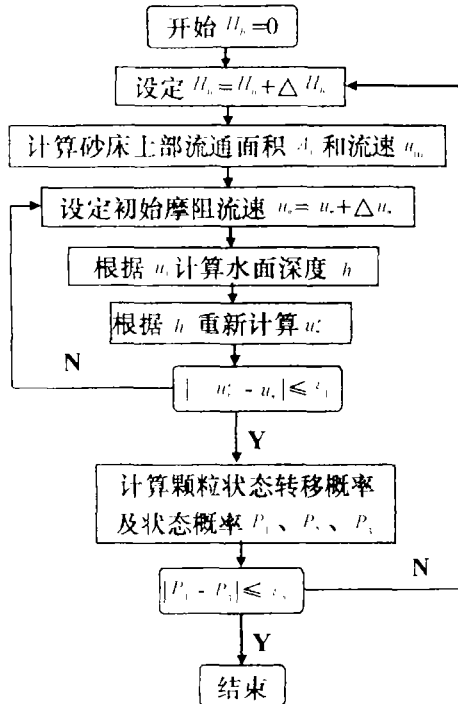 开始 H_b=0
设定 H_b=H_b+△H_b
计算砂床上部流通面积 A_1 和流速 u_m
设定初始摩阻流速 u_*=u_*+△u_*
根据 u_* 计算水面深度 h
根据 h 重新计算 u_*'
N
| u_*' - u_* | ≤ ε_1
Y
计算颗粒状态转移概率
及状态概率 P_1、P_2、P_3
N
|P_1 - P_3| ≤ ε_2
Y
结束